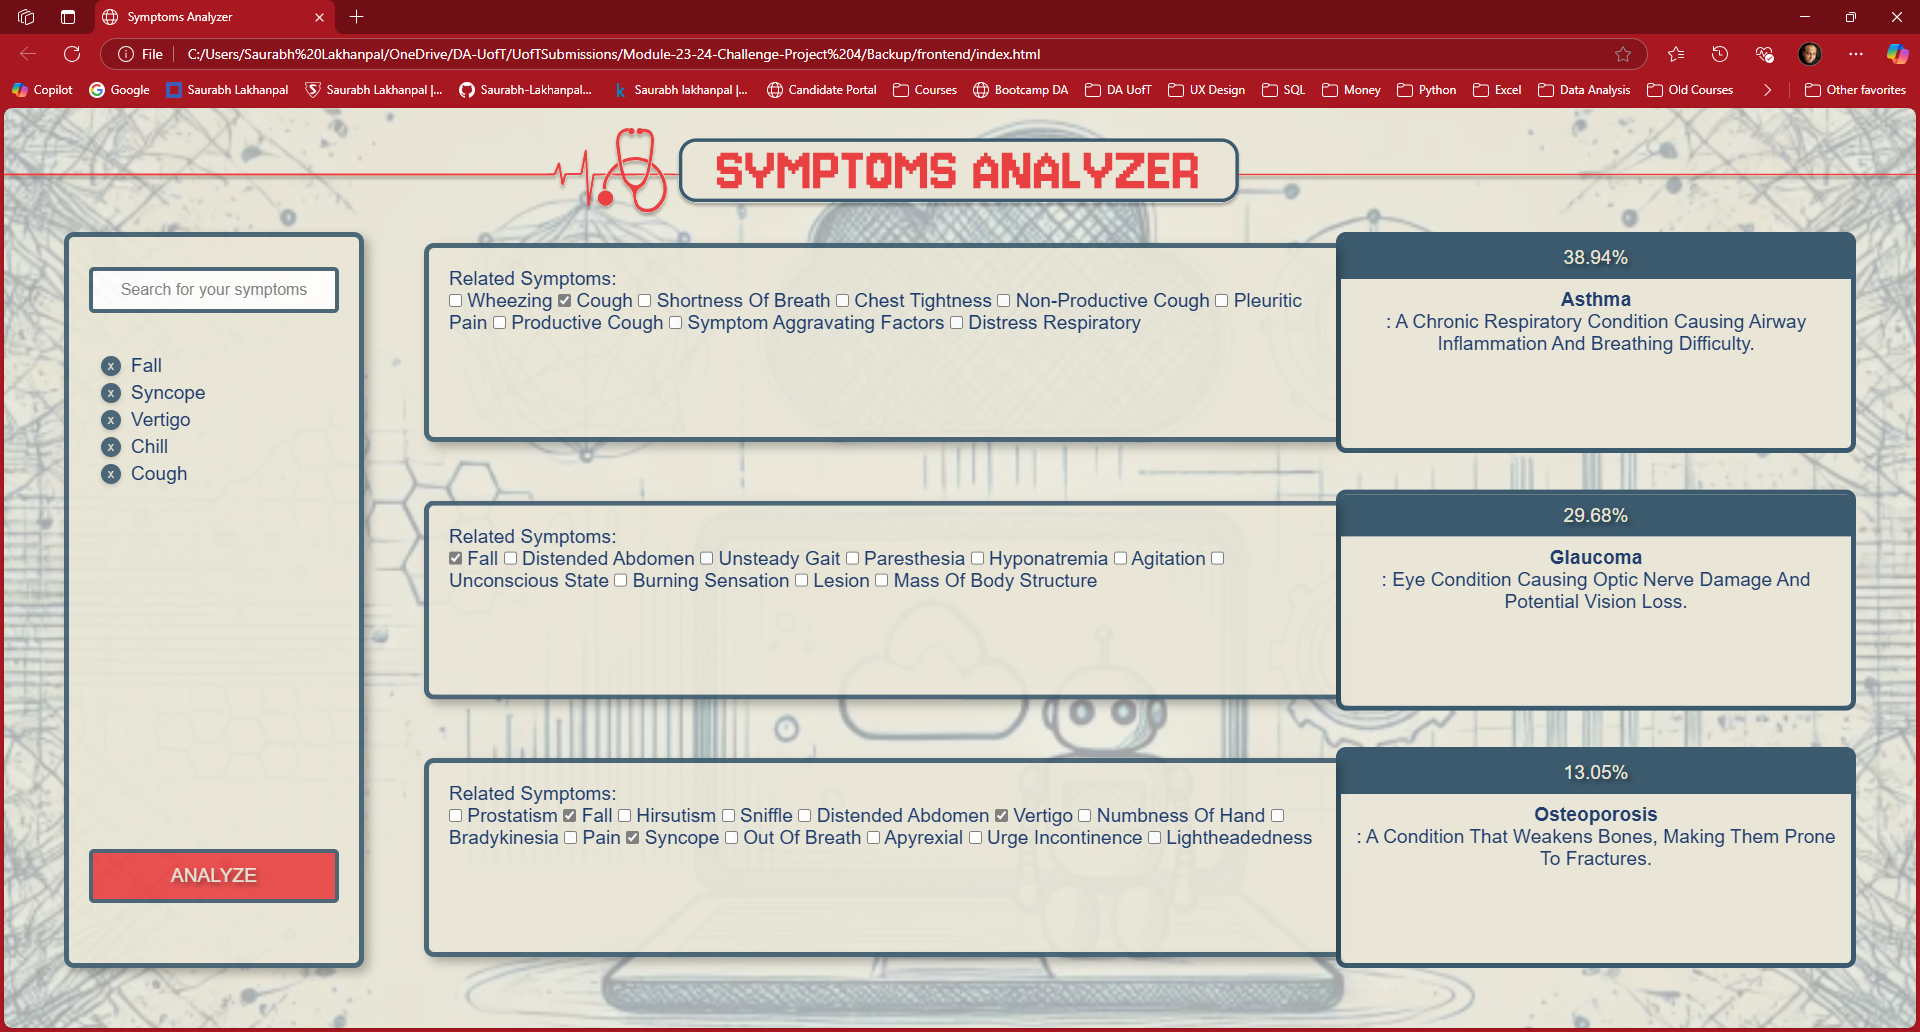 Symptoms Analyzer
File
C:/Users/Saurabh%20Lakhanpal/OneDrive/DA-UofT/UofTSubmissions/Module-23-24-Challenge-Project%204/Backup/frontend/index.html
Copilot Google Saurabh Lakhanpal Saurabh Lakhanpal |... Saurabh-Lakhanpal... Saurabh lakhanpal |... Candidate Portal Courses Bootcamp DA DA UofT UX Design SQL Money Python Excel Data Analysis Old Courses Other favorites
SYMPTOMS ANALYZER
Search for your symptoms
x Fall
x Syncope
x Vertigo
x Chill
x Cough
ANALYZE
Related Symptoms:
Wheezing Cough Shortness Of Breath Chest Tightness Non-Productive Cough Pleuritic
Pain Productive Cough Symptom Aggravating Factors Distress Respiratory
38.94%
Asthma
: A Chronic Respiratory Condition Causing Airway
Inflammation And Breathing Difficulty.
Related Symptoms:
Fall Distended Abdomen Unsteady Gait Paresthesia Hyponatremia Agitation
Unconscious State Burning Sensation Lesion Mass Of Body Structure
29.68%
Glaucoma
: Eye Condition Causing Optic Nerve Damage And
Potential Vision Loss.
Related Symptoms:
Prostatism Fall Hirsutism Sniffle Distended Abdomen Vertigo Numbness Of Hand
Bradykinesia Pain Syncope Out Of Breath Apyrexial Urge Incontinence Lightheadedness
13.05%
Osteoporosis
: A Condition That Weakens Bones, Making Them Prone
To Fractures.